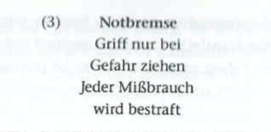 (3) Notbremse
Griff nur bei
Gefahr ziehen
Jeder Mißbrauch
wird bestraft